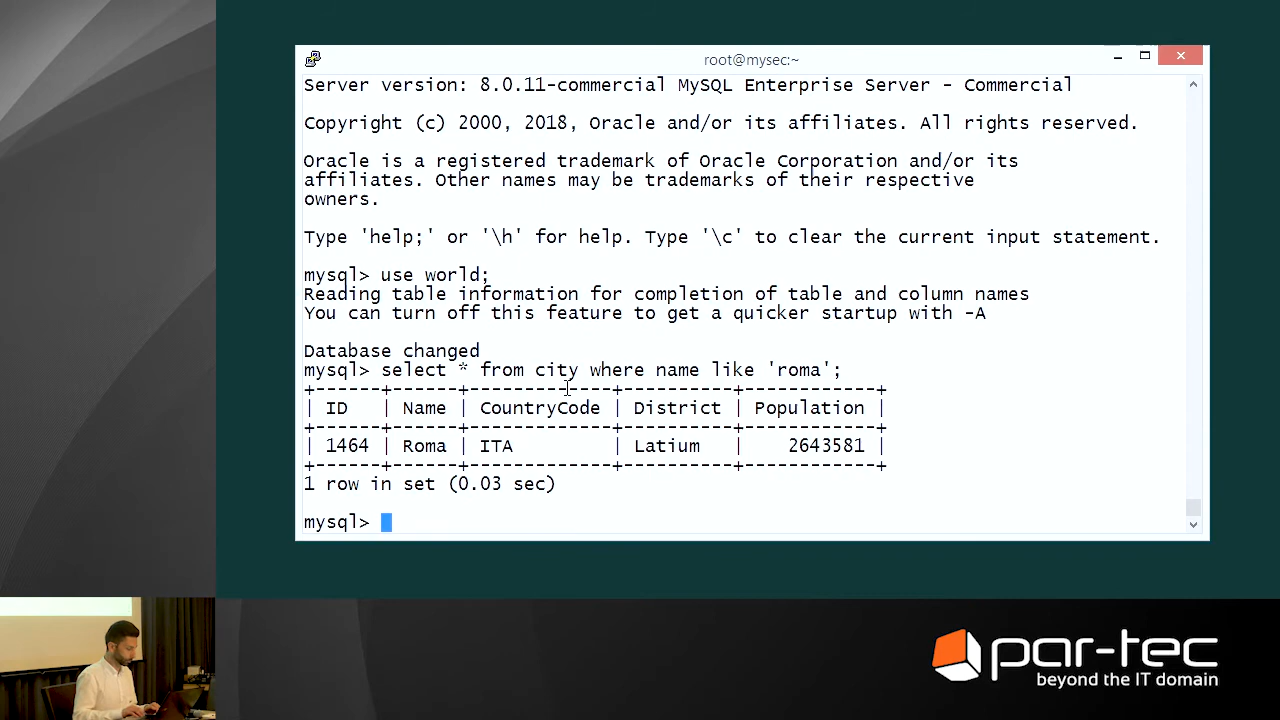 root@mysec:~
Server version: 8.0.11-commercial MySQL Enterprise Server - Commercial
Copyright (c) 2000, 2018, Oracle and/or its affiliates. All rights reserved.
Oracle is a registered trademark of Oracle Corporation and/or its
affiliates. Other names may be trademarks of their respective
owners.
Type 'help;' or '\h' for help. Type '\c' to clear the current input statement.
mysql> use world;
Reading table information for completion of table and column names
You can turn off this feature to get a quicker startup with -A
Database changed
mysql> select * from city where name like 'roma';
+------+------+-------------+----------+------------+
| ID   | Name | CountryCode | District | Population |
+------+------+-------------+----------+------------+
| 1464 | Roma | ITA         | Latium   |    2643581 |
+------+------+-------------+----------+------------+
1 row in set (0.03 sec)
mysql>
par-tec
beyond the IT domain